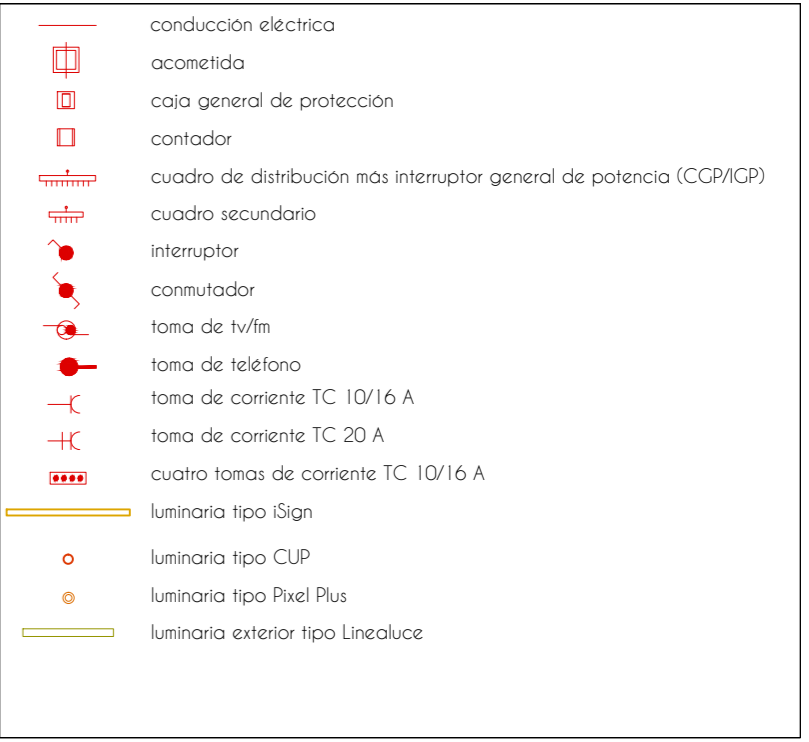 conducción eléctrica
acometida
caja general de protección
contador
cuadro de distribución más interruptor general de potencia (CGP/IGP)
cuadro secundario
interruptor
conmutador
toma de tv/fm
toma de teléfono
toma de corriente TC 10/16 A
toma de corriente TC 20 A
cuatro tomas de corriente TC 10/16 A
luminaria tipo iSign
luminaria tipo CUP
luminaria tipo Pixel Plus
luminaria exterior tipo Linealuce